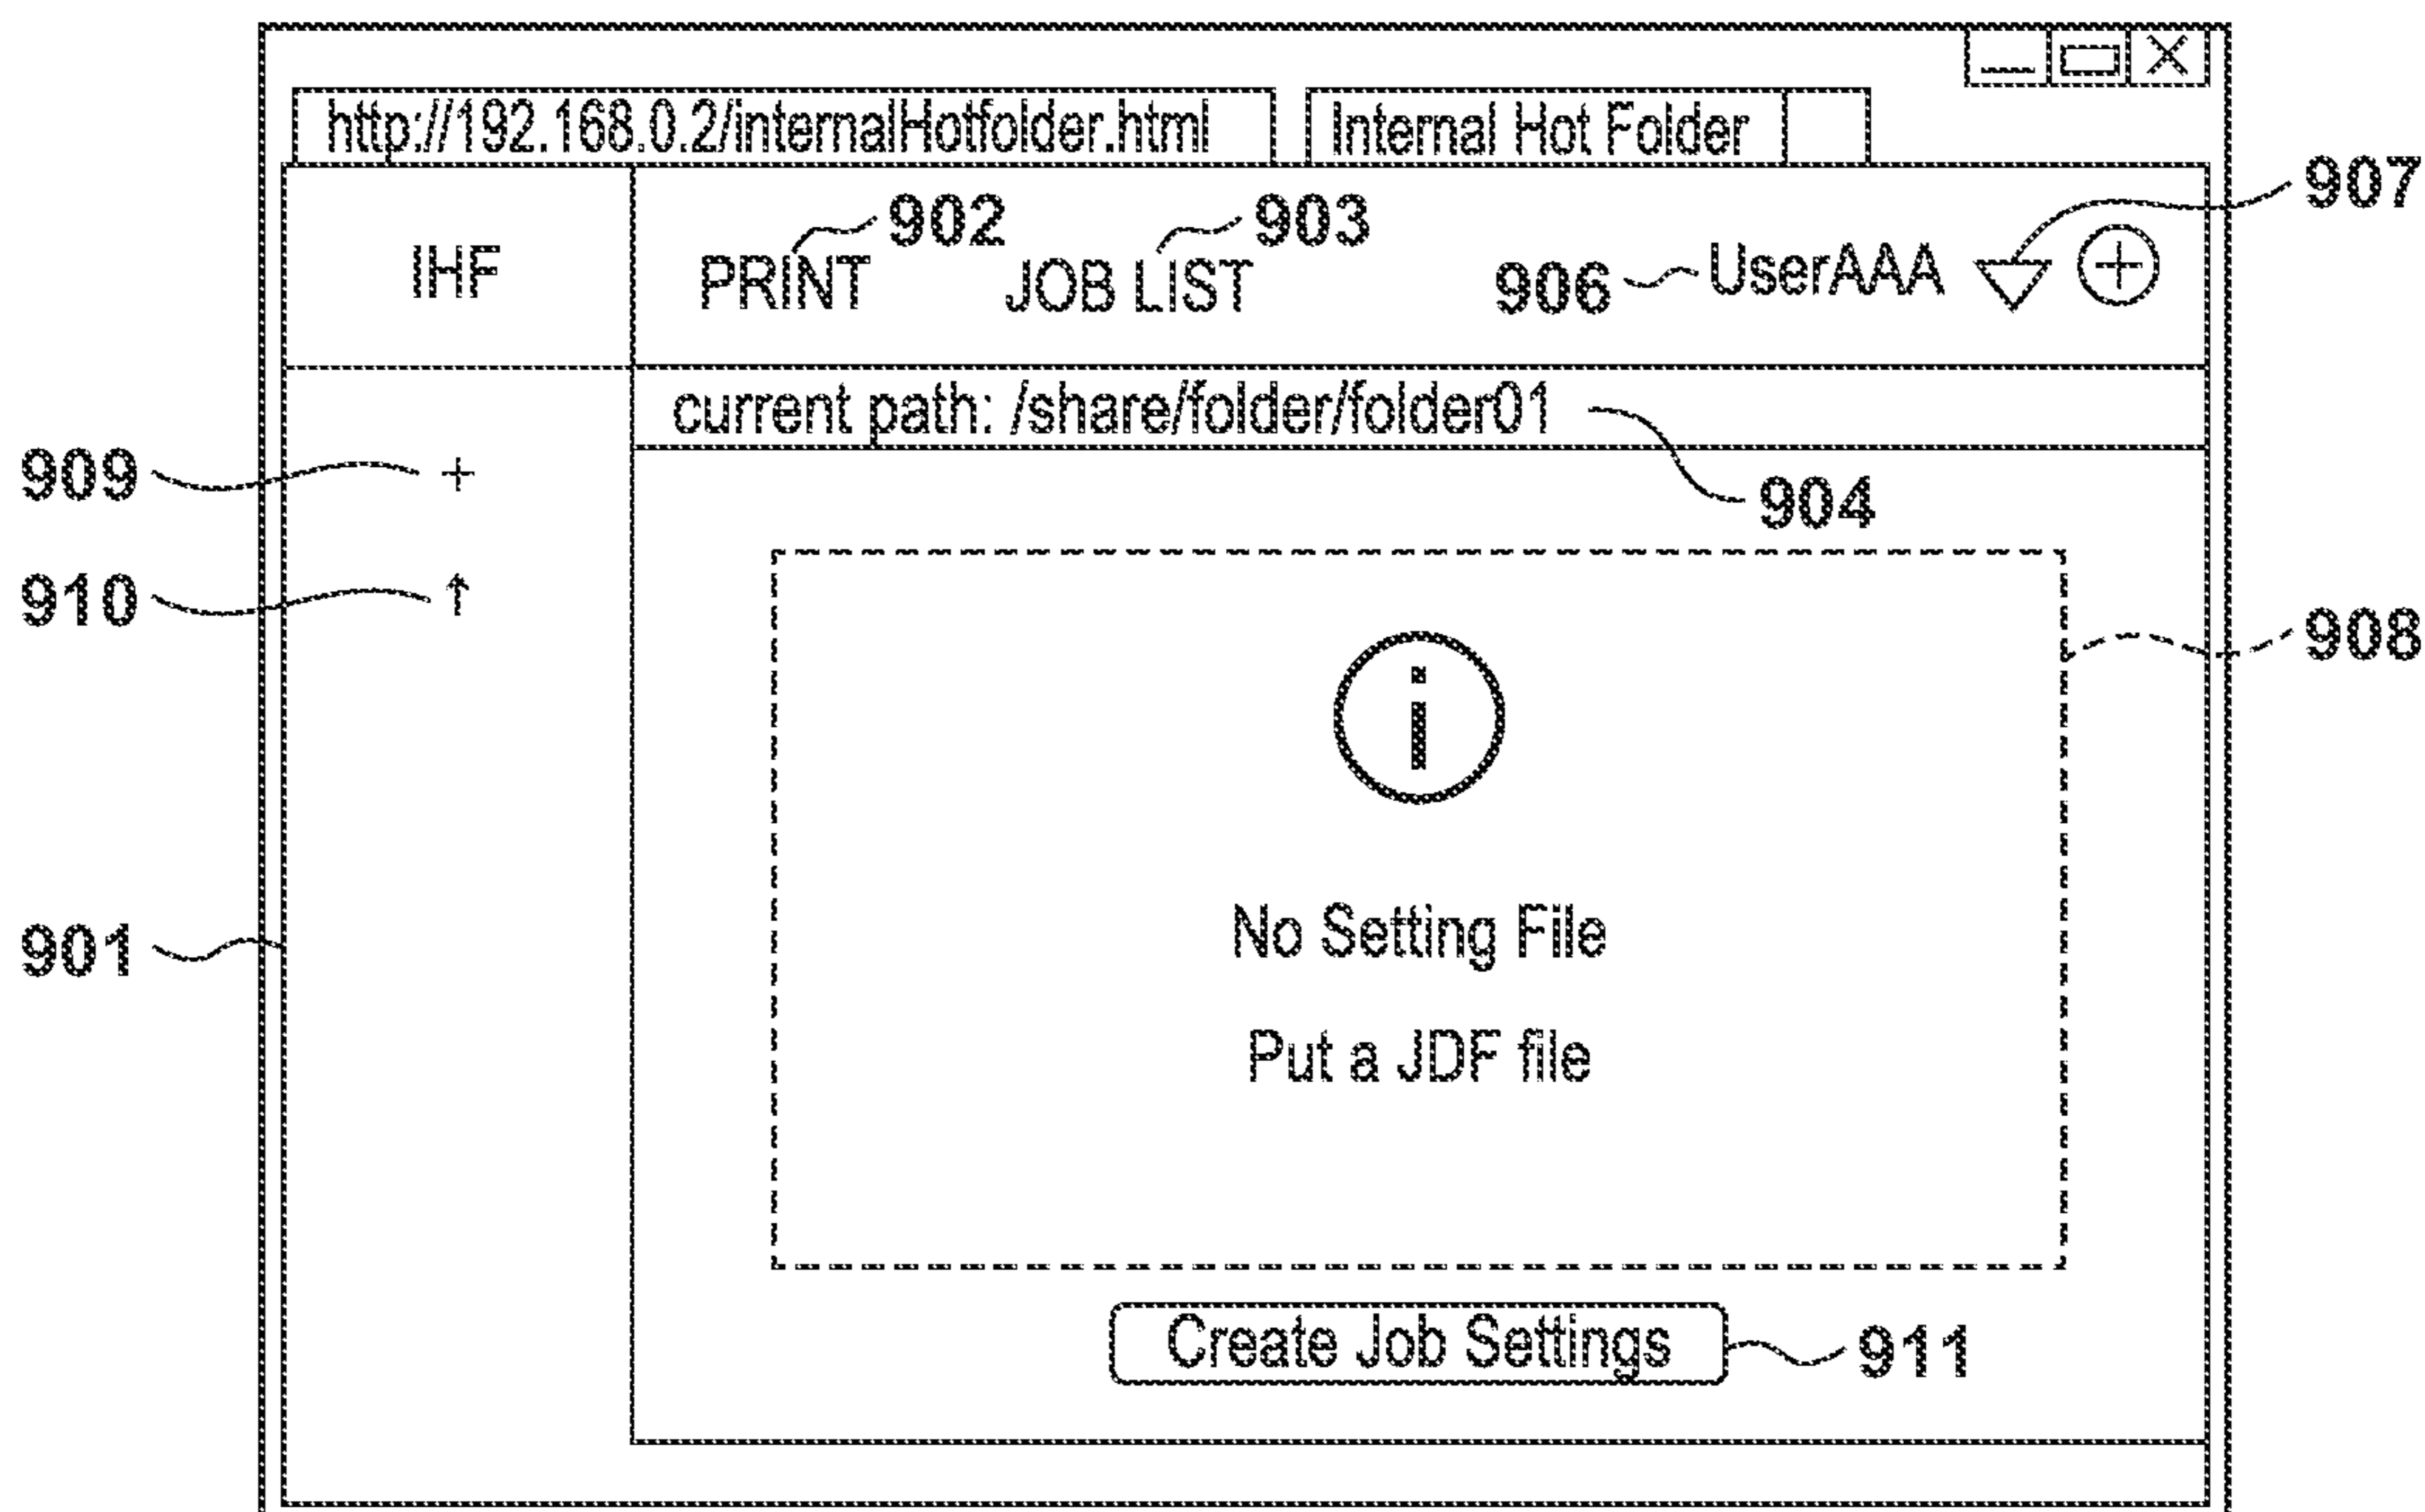 http://192.168.0.2/internalHotfolder.html Internal Hot Folder
907
902 903
IHF PRINT JOB LIST 906 UserAAA
current path: /share/folder/folder01
909 +
904
910 ↑
908
i
901
No Setting File
Put a JDF file
Create Job Settings 911